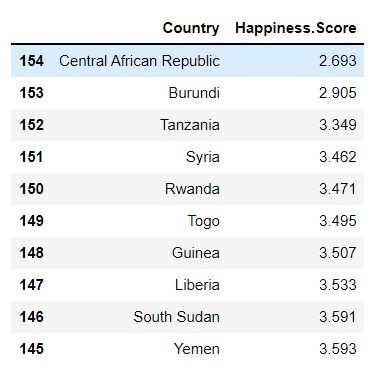 Country Happiness.Score
154 Central African Republic 2.693
153 Burundi 2.905
152 Tanzania 3.349
151 Syria 3.462
150 Rwanda 3.471
149 Togo 3.495
148 Guinea 3.507
147 Liberia 3.533
146 South Sudan 3.591
145 Yemen 3.593